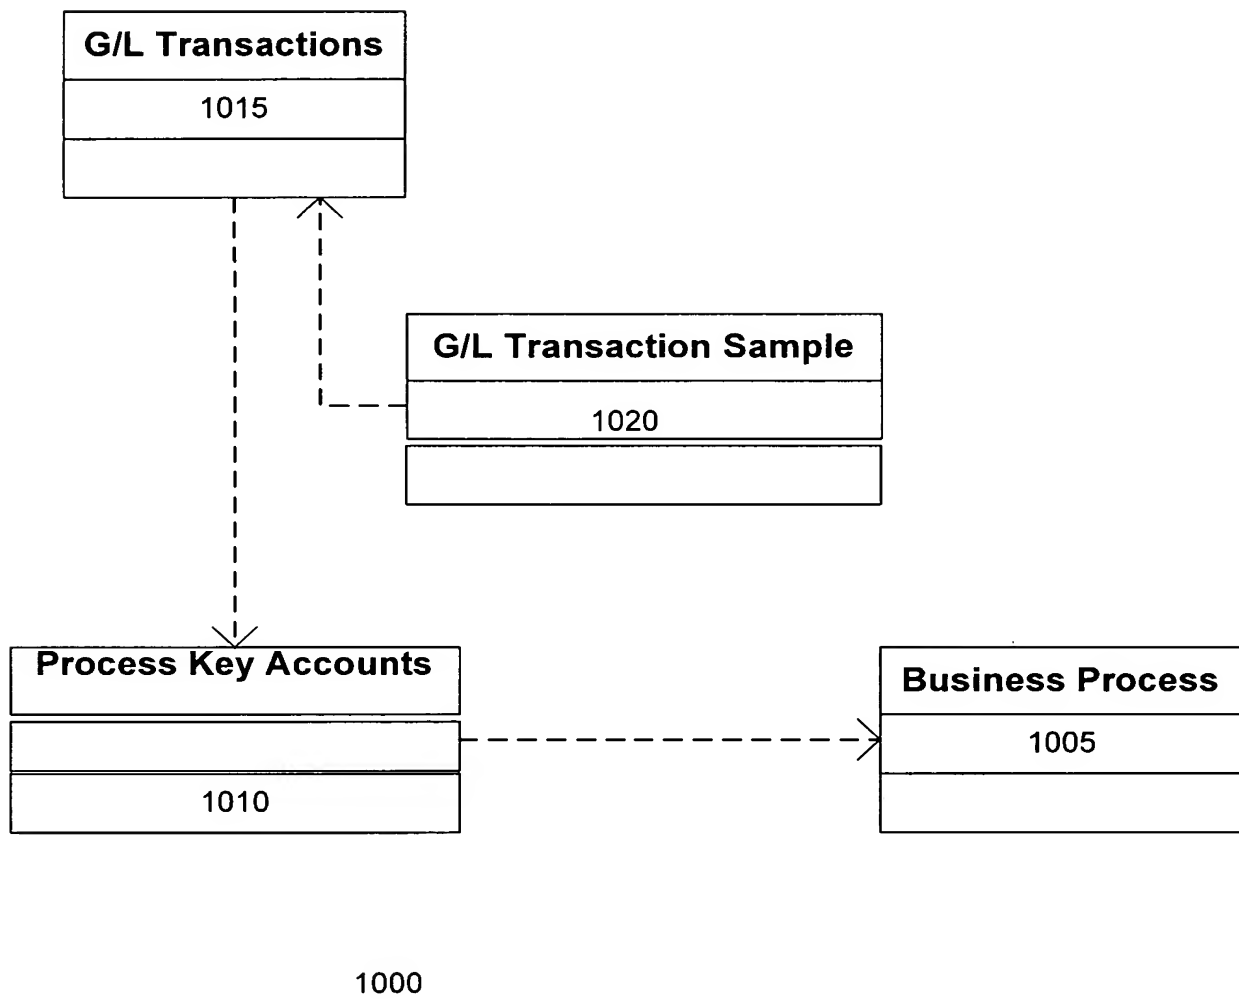 G/L Transactions
1015
G/L Transaction Sample
1020
Process Key Accounts
1010
Business Process
1005
1000